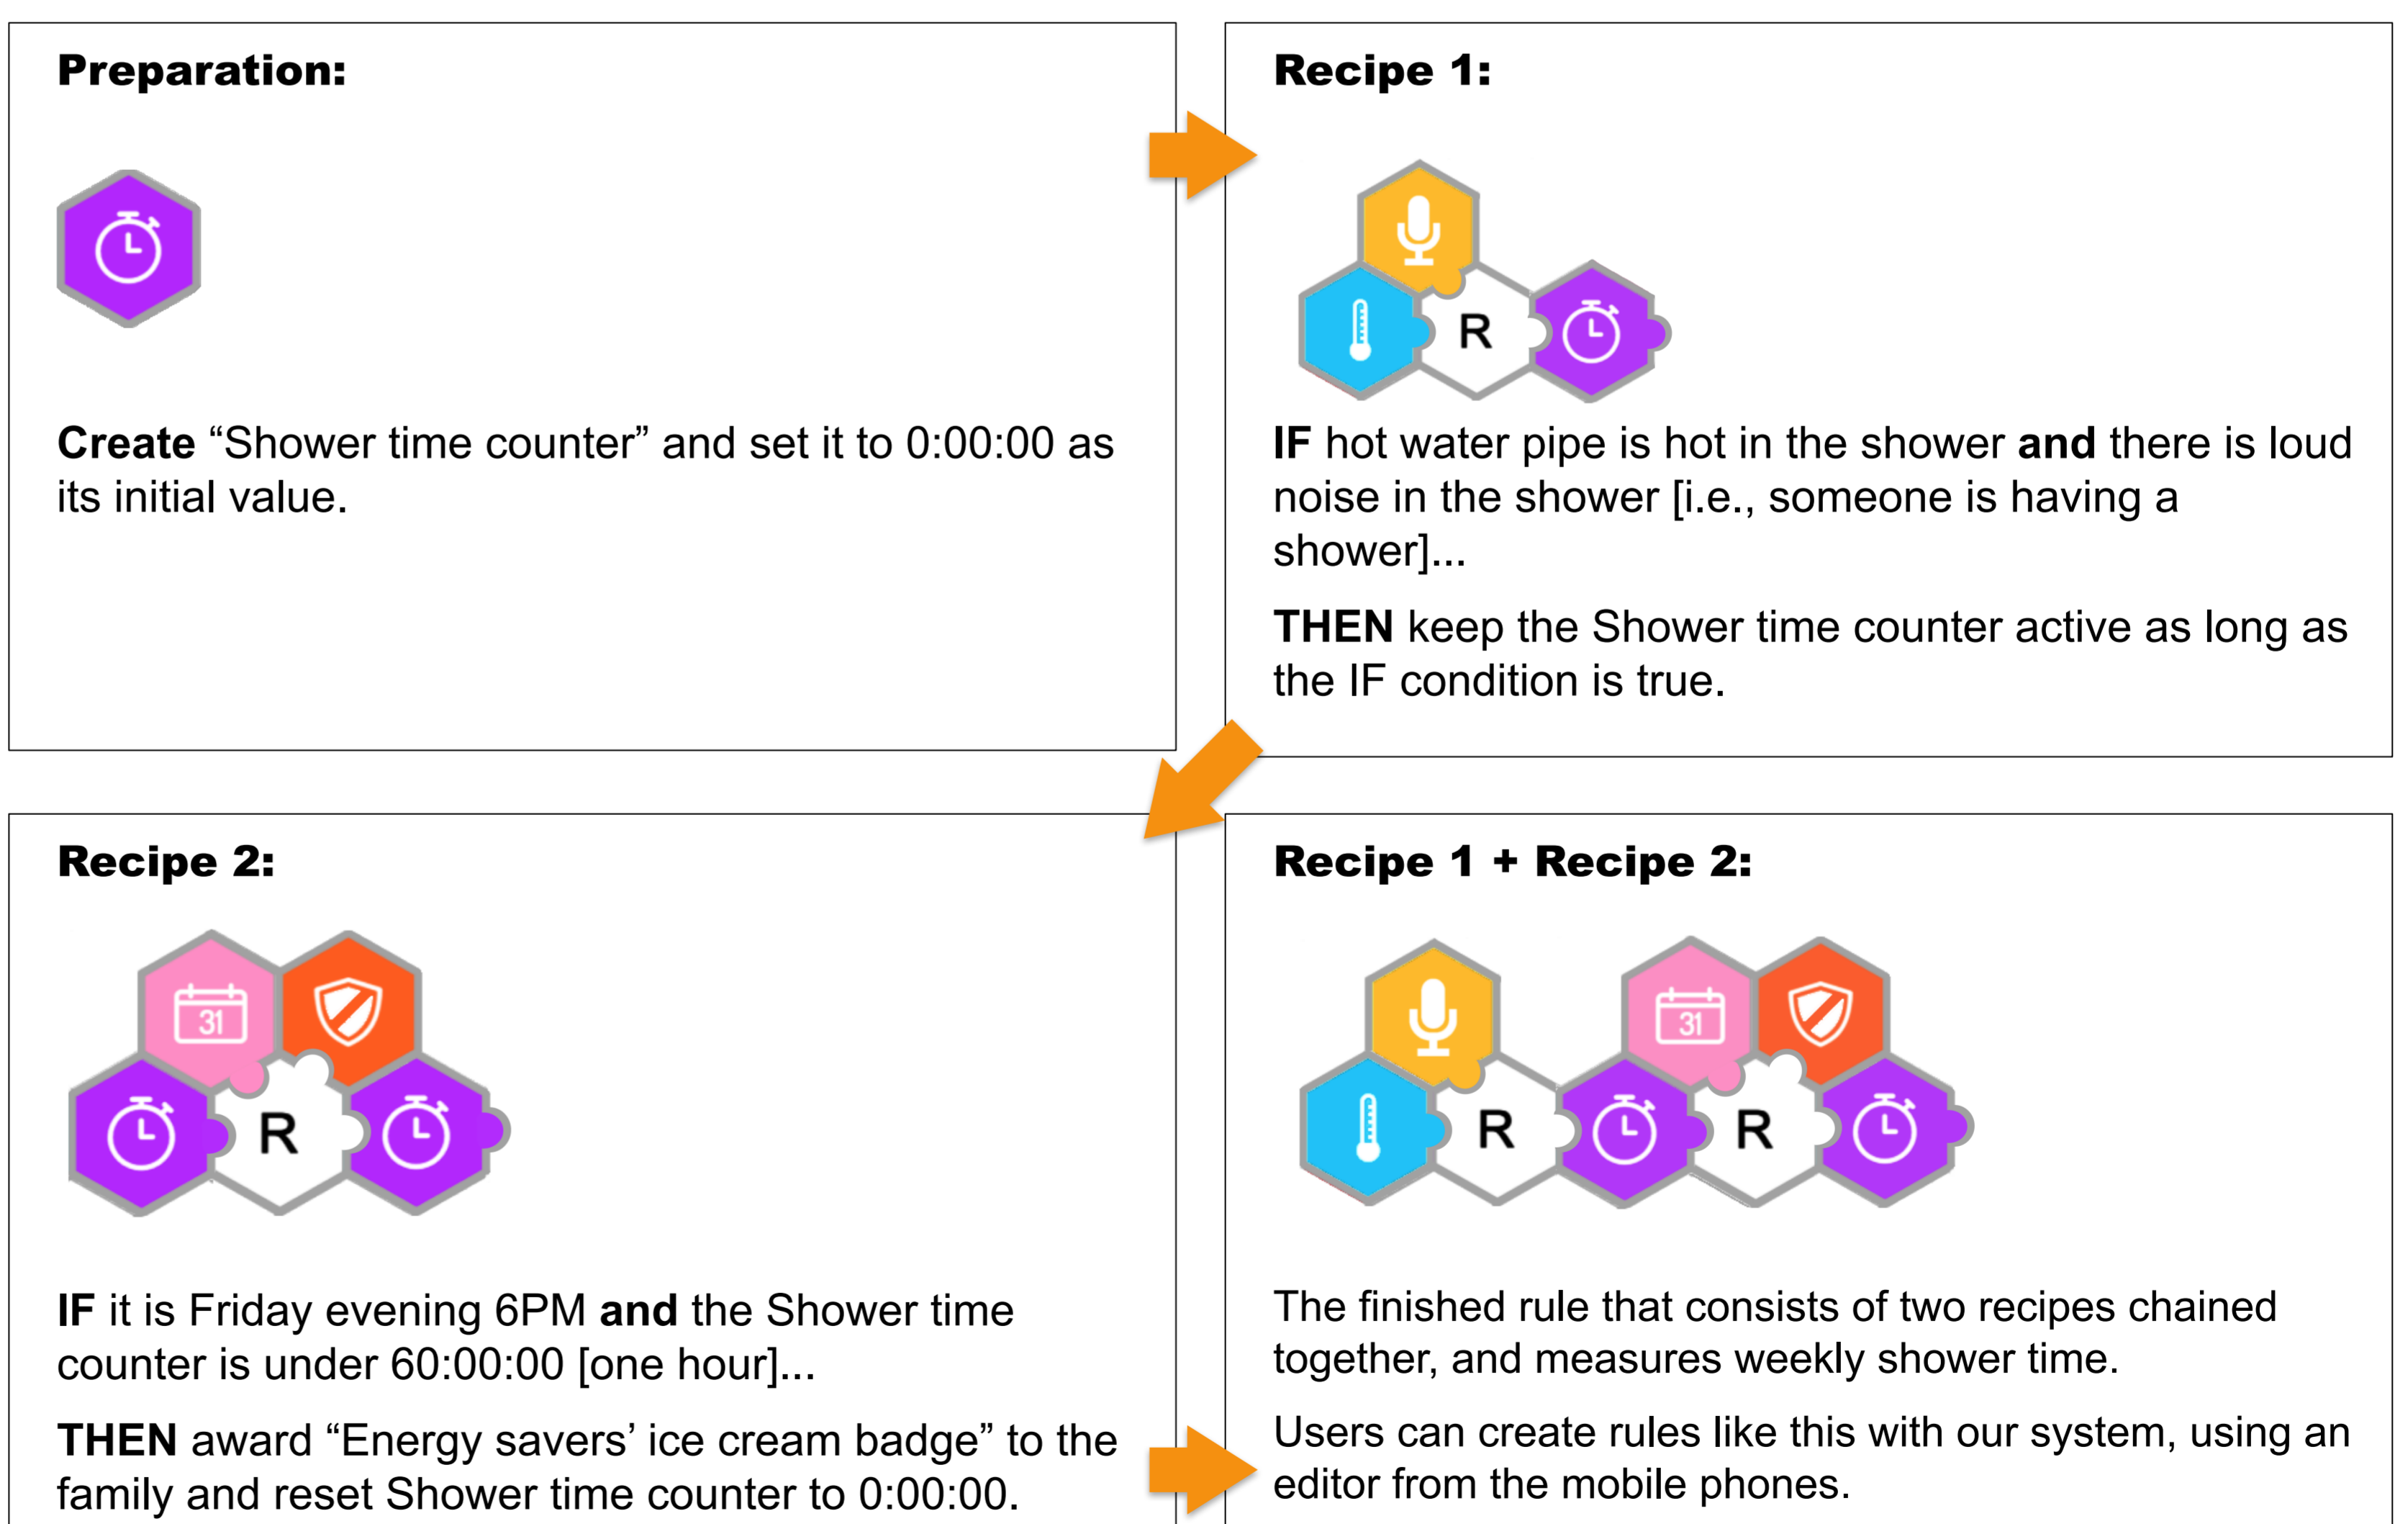 Preparation:
Create “Shower time counter” and set it to 0:00:00 as
its initial value.
Recipe 1:
R
IF hot water pipe is hot in the shower and there is loud
noise in the shower [i.e., someone is having a
shower]...
THEN keep the Shower time counter active as long as
the IF condition is true.
Recipe 2:
31
R
IF it is Friday evening 6PM and the Shower time
counter is under 60:00:00 [one hour]...
THEN award “Energy savers’ ice cream badge” to the
family and reset Shower time counter to 0:00:00.
Recipe 1 + Recipe 2:
31
R R
The finished rule that consists of two recipes chained
together, and measures weekly shower time.
Users can create rules like this with our system, using an
editor from the mobile phones.